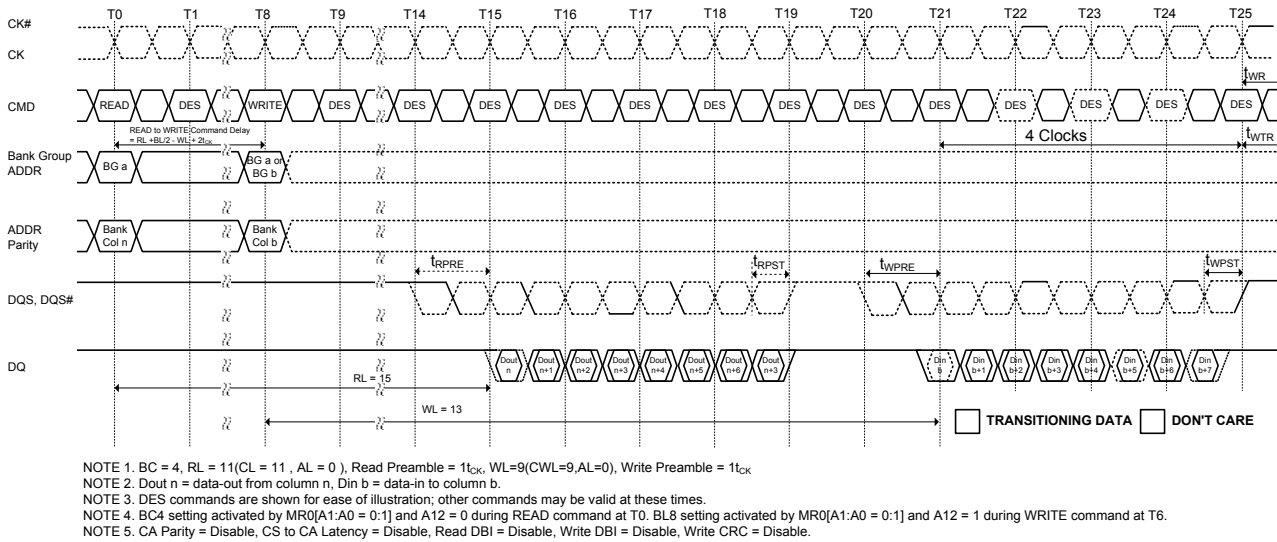 T0 T1 T8 T9 T14 T15 T16 T17 T18 T19 T20 T21 T22 T23 T24 T25
CK#
CK
tWR
CMD READ DES WRITE DES DES DES DES DES DES DES DES DES DES DES DES DES
READ to WRITE Command Delay
= RL +BL/2 - WL + 2tCK
4 Clocks
tWTR
Bank Group
ADDR
BG a
BG a or
BG b
ADDR
Parity
Bank
Col n
Bank
Col b
tRPRE tRPST tWPRE tWPST
DQS, DQS#
DQ
Dout
n
Dout
n+1
Dout
n+2
Dout
n+3
Dout
n+4
Dout
n+5
Dout
n+6
Dout
n+3
Din
b
Din
b+1
Din
b+2
Din
b+3
Din
b+4
Din
b+5
Din
b+6
Din
b+7
RL = 15
WL = 13
TRANSITIONING DATA DON'T CARE
NOTE 1. BC = 4, RL = 11(CL = 11 , AL = 0 ), Read Preamble = 1tCK, WL=9(CWL=9,AL=0), Write Preamble = 1tCK
NOTE 2. Dout n = data-out from column n, Din b = data-in to column b.
NOTE 3. DES commands are shown for ease of illustration; other commands may be valid at these times.
NOTE 4. BC4 setting activated by MR0[A1:A0 = 0:1] and A12 = 0 during READ command at T0. BL8 setting activated by MR0[A1:A0 = 0:1] and A12 = 1 during WRITE command at T6.
NOTE 5. CA Parity = Disable, CS to CA Latency = Disable, Read DBI = Disable, Write DBI = Disable, Write CRC = Disable.